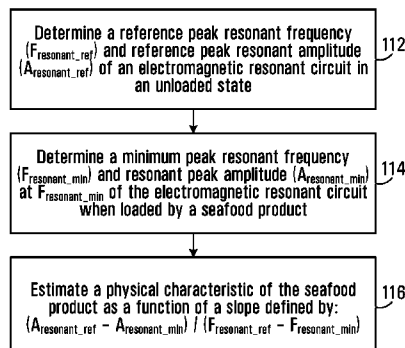 Determine a reference peak resonant frequency
(Fresonant_ref) and reference peak resonant amplitude
(Aresonant_ref) of an electromagnetic resonant circuit in
an unloaded state
112
Determine a minimum peak resonant frequency
(Fresonant_min) and resonant peak amplitude (Aresonant_min)
at Fresonant_min of the electromagnetic resonant circuit
when loaded by a seafood product
114
Estimate a physical characteristic of the seafood
product as a function of a slope defined by:
(Aresonant_ref - Aresonant_min) / (Fresonant_ref - Fresonant_min)
116